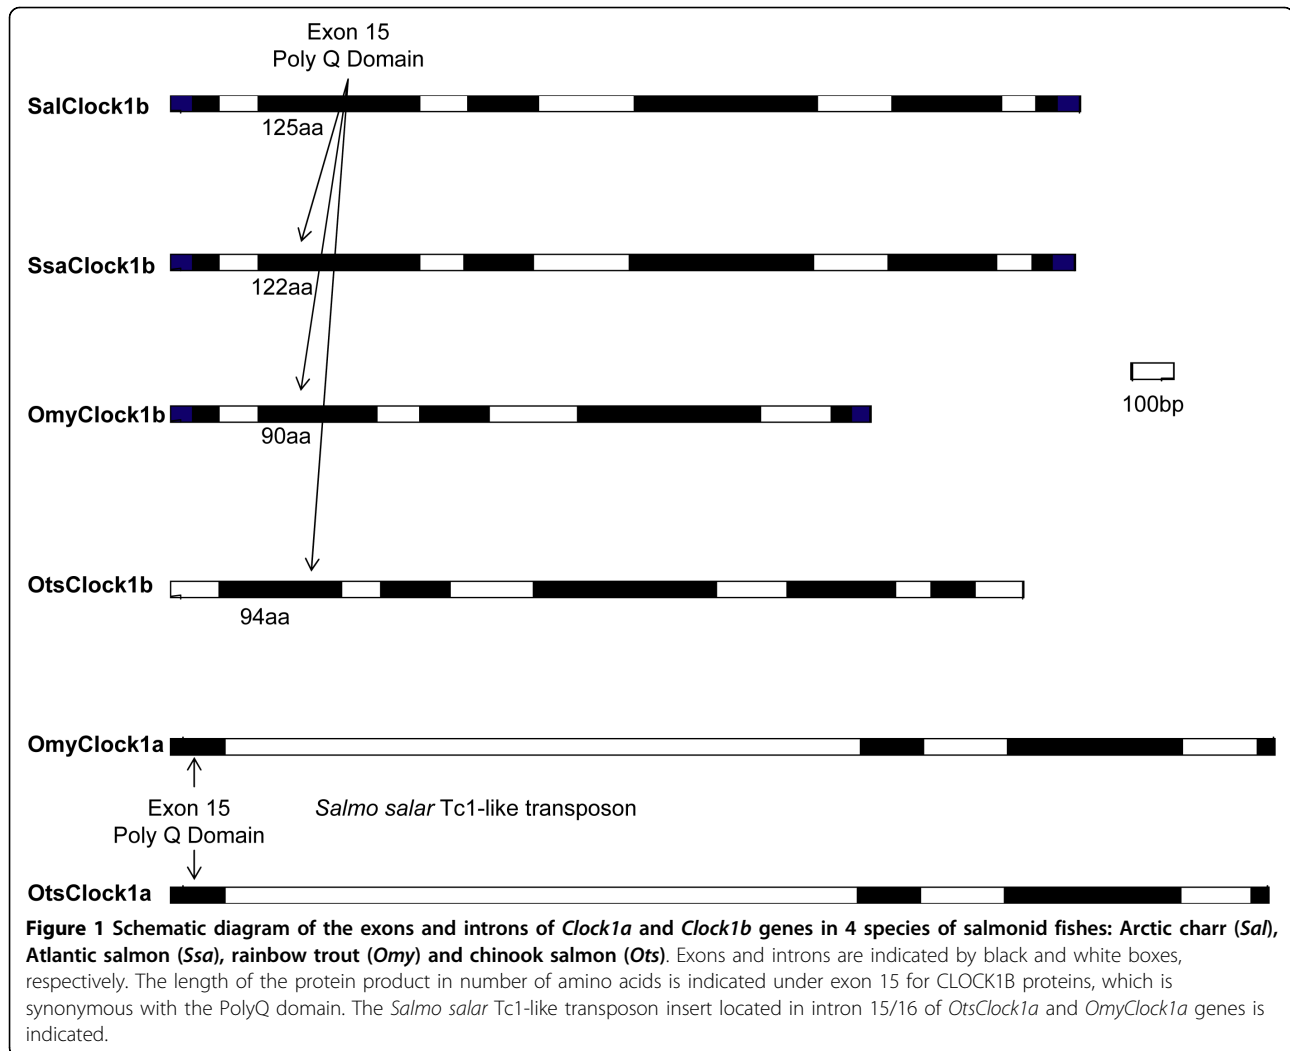 Exon 15
Poly Q Domain
SalClock1b
125aa
SsaClock1b
122aa
OmyClock1b
90aa
100bp
OtsClock1b
94aa
OmyClock1a
Exon 15
Poly Q Domain
Salmo salar Tc1-like transposon
OtsClock1a
Figure 1 Schematic diagram of the exons and introns of Clock1a and Clock1b genes in 4 species of salmonid fishes: Arctic charr (Sal),
Atlantic salmon (Ssa), rainbow trout (Omy) and chinook salmon (Ots). Exons and introns are indicated by black and white boxes,
respectively. The length of the protein product in number of amino acids is indicated under exon 15 for CLOCK1B proteins, which is
synonymous with the PolyQ domain. The Salmo salar Tc1-like transposon insert located in intron 15/16 of OtsClock1a and OmyClock1a genes is
indicated.